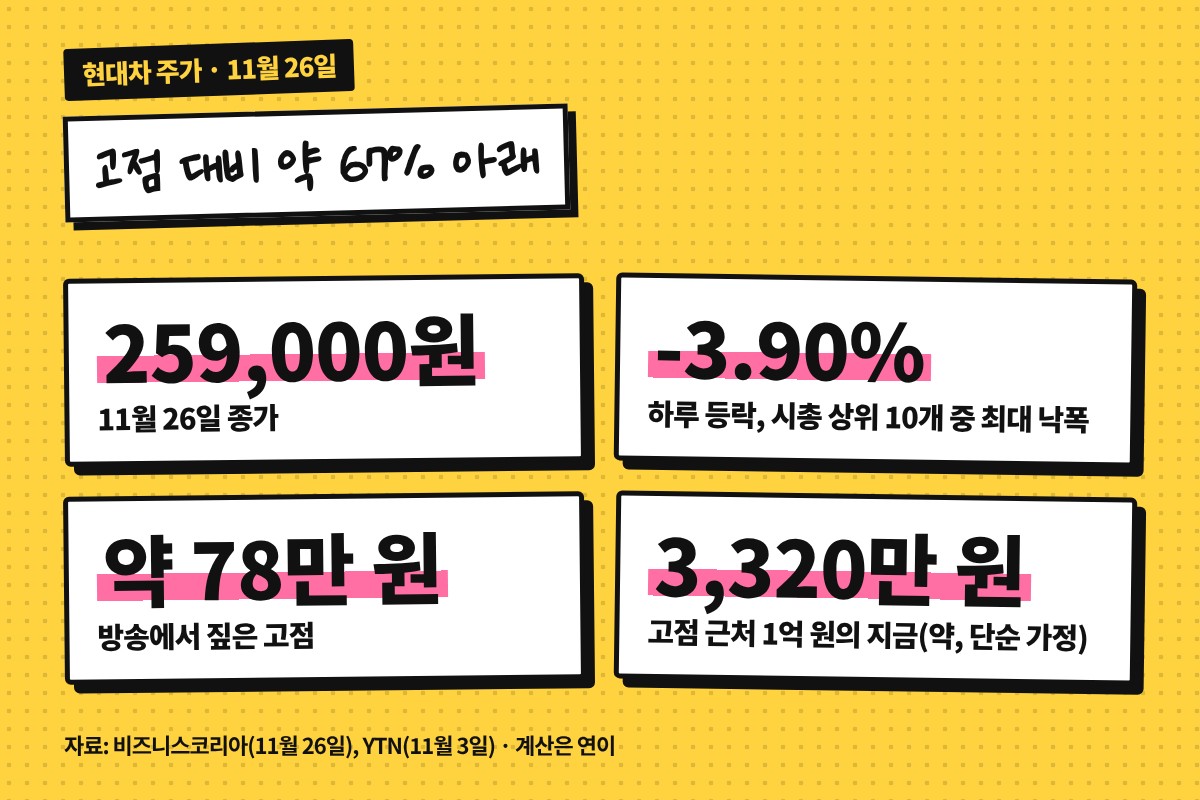 현대차 주가 · 11월 26일
고점 대비 약 67% 아래
259,000원
11월 26일 종가
-3.90%
하루 등락, 시총 상위 10개 중 최대 낙폭
약 78만 원
방송에서 짚은 고점
3,320만 원
고점 근처 1억 원의 지금(약, 단순 가정)
자료: 비즈니스코리아(11월 26일), YTN(11월 3일) · 계산은 연이